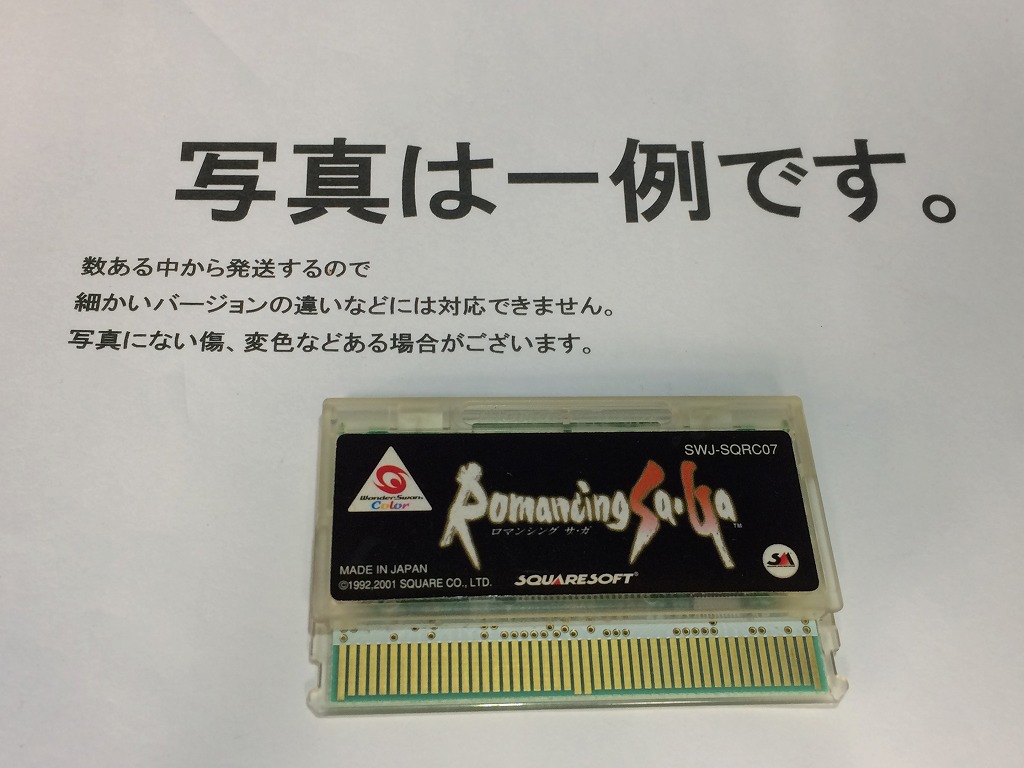 写真は一例です。
数ある中から発送するので
細かいバージョンの違いなどには対応できません。
写真にない傷、変色などある場合がございます。
SWJ-SQRC07
WonderSwan
Color
Romancing Sa・Ga™
ロマンシング サ・ガ
MADE IN JAPAN
©1992,2001 SQUARE CO., LTD.
SQUARESOFT®